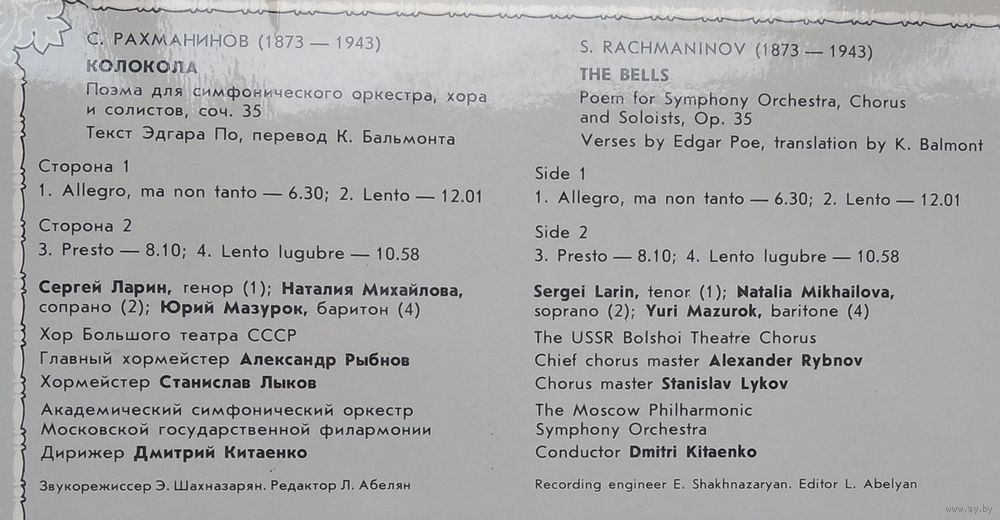 С. РАХМАНИНОВ (1873 — 1943)
КОЛОКОЛА
Поэма для симфонического оркестра, хора
и солистов, соч. 35
Текст Эдгара По, перевод К. Бальмонта
Сторона 1
1. Allegro, ma non tanto — 6.30; 2. Lento — 12.01
Сторона 2
3. Presto — 8.10; 4. Lento lugubre — 10.58
Сергей Ларин, тенор (1); Наталия Михайлова,
сопрано (2); Юрий Мазурок, баритон (4)
Хор Большого театра СССР
Главный хормейстер Александр Рыбнов
Хормейстер Станислав Лыков
Академический симфонический оркестр
Московской государственной филармонии
Дирижер Дмитрий Китаенко
Звукорежиссер Э. Шахназарян. Редактор Л. Абелян
S. RACHMANINOV (1873 — 1943)
THE BELLS
Poem for Symphony Orchestra, Chorus
and Soloists, Op. 35
Verses by Edgar Poe, translation by K. Balmont
Side 1
1. Allegro, ma non tanto — 6.30; 2. Lento — 12.01
Side 2
3. Presto — 8.10; 4. Lento lugubre — 10.58
Sergei Larin, tenor (1); Natalia Mikhailova,
soprano (2); Yuri Mazurok, baritone (4)
The USSR Bolshoi Theatre Chorus
Chief chorus master Alexander Rybnov
Chorus master Stanislav Lykov
The Moscow Philharmonic
Symphony Orchestra
Conductor Dmitri Kitaenko
Recording engineer E. Shakhnazaryan. Editor L. Abelyan
www.ay.by